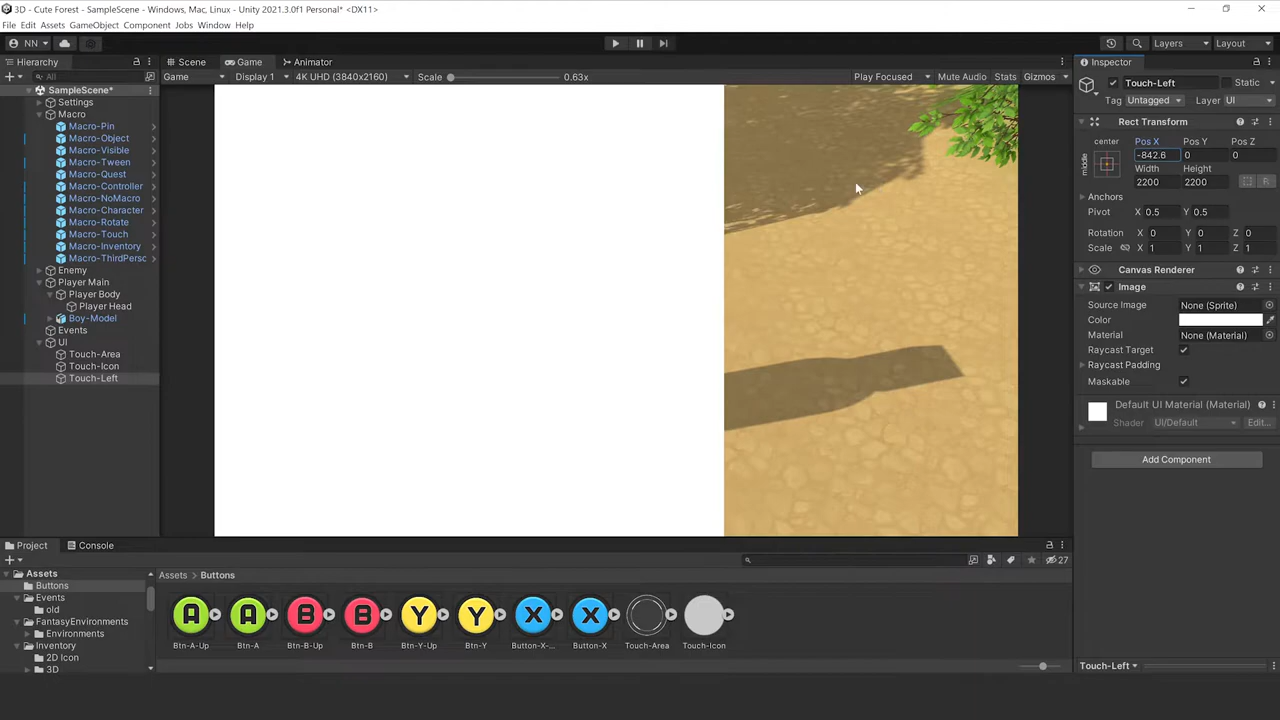 3D - Cute Forest - SampleScene - Windows, Mac, Linux - Unity 2021.3.0f1 Personal* <DX11>
File Edit Assets GameObject Component Jobs Window Help
NN
Layers Layout
Hierarchy
Scene Game Animator
Inspector
All
Game Display 1 4K UHD (3840x2160) Scale 0.63x Play Focused Mute Audio Stats Gizmos
Touch-Left Static
SampleScene*
Tag Untagged Layer UI
Settings
Macro
Rect Transform
Macro-Pin
Macro-Object
center Pos X Pos Y Pos Z
Macro-Visible
middle -842.6 0 0
Macro-Tween
Width Height
Macro-Quest
2200 2200 R
Macro-Controller
Macro-NoMacro
Anchors
Macro-Character
Pivot X 0.5 Y 0.5
Macro-Rotate
Macro-Touch
Rotation X 0 Y 0 Z 0
Macro-Inventory
Scale X 1 Y 1 Z 1
Macro-ThirdPersc
Enemy
Canvas Renderer
Player Main
Image
Player Body
Player Head
Source Image None (Sprite)
Boy-Model
Color
Events
Material None (Material)
UI
Raycast Target
Touch-Area
Touch-Icon
Raycast Padding
Touch-Left
Maskable
Default UI Material (Material)
Shader UI/Default Edit...
Add Component
Project Console
27
Assets
Assets > Buttons
Buttons
Events
old
FantasyEnvironments
Environments
Inventory
2D Icon
3D
A A B B Y Y X X
Btn-A-Up Btn-A Btn-B-Up Btn-B Btn-Y-Up Btn-Y Button-X-... Button-X Touch-Area Touch-Icon
Touch-Left